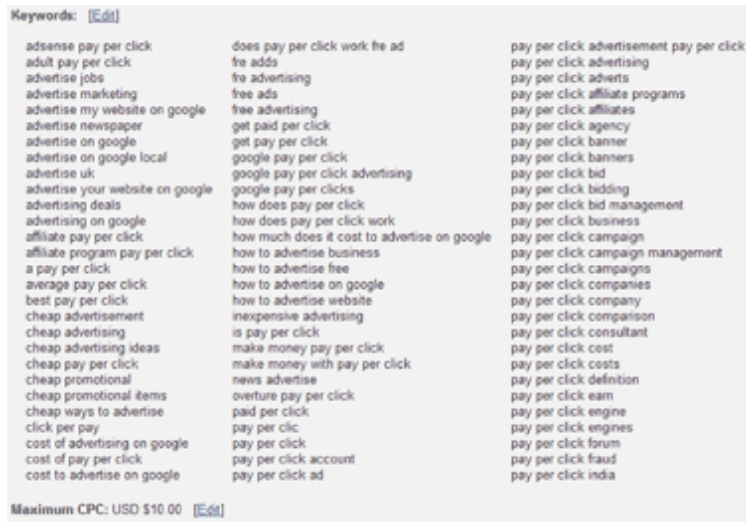 Keywords: [Edit]
adsense pay per click
adult pay per click
advertise jobs
advertise marketing
advertise my website on google
advertise newspaper
advertise on google
advertise on google local
advertise uk
advertise your website on google
advertising deals
advertising on google
affiliate pay per click
affiliate program pay per click
a pay per click
average pay per click
best pay per click
cheap advertisement
cheap advertising
cheap advertising ideas
cheap pay per click
cheap promotional
cheap promotional items
cheap ways to advertise
click per pay
cost of advertising on google
cost of pay per click
cost to advertise on google
does pay per click work fre ad
fre adds
fre advertising
free ads
free advertising
get paid per click
get pay per click
google pay per click
google pay per click advertising
google pay per clicks
how does pay per click
how does pay per click work
how much does it cost to advertise on google
how to advertise business
how to advertise free
how to advertise on google
how to advertise website
inexpensive advertising
is pay per click
make money pay per click
make money with pay per click
news advertise
overture pay per click
paid per click
pay per clic
pay per click
pay per click account
pay per click ad
pay per click advertisement pay per click
pay per click advertising
pay per click adverts
pay per click affiliate programs
pay per click affiliates
pay per click agency
pay per click banner
pay per click banners
pay per click bid
pay per click bidding
pay per click bid management
pay per click business
pay per click campaign
pay per click campaign management
pay per click campaigns
pay per click companies
pay per click company
pay per click comparison
pay per click consultant
pay per click cost
pay per click costs
pay per click definition
pay per click earn
pay per click engine
pay per click engines
pay per click forum
pay per click fraud
pay per click india
Maximum CPC: USD $10.00 [Edit]